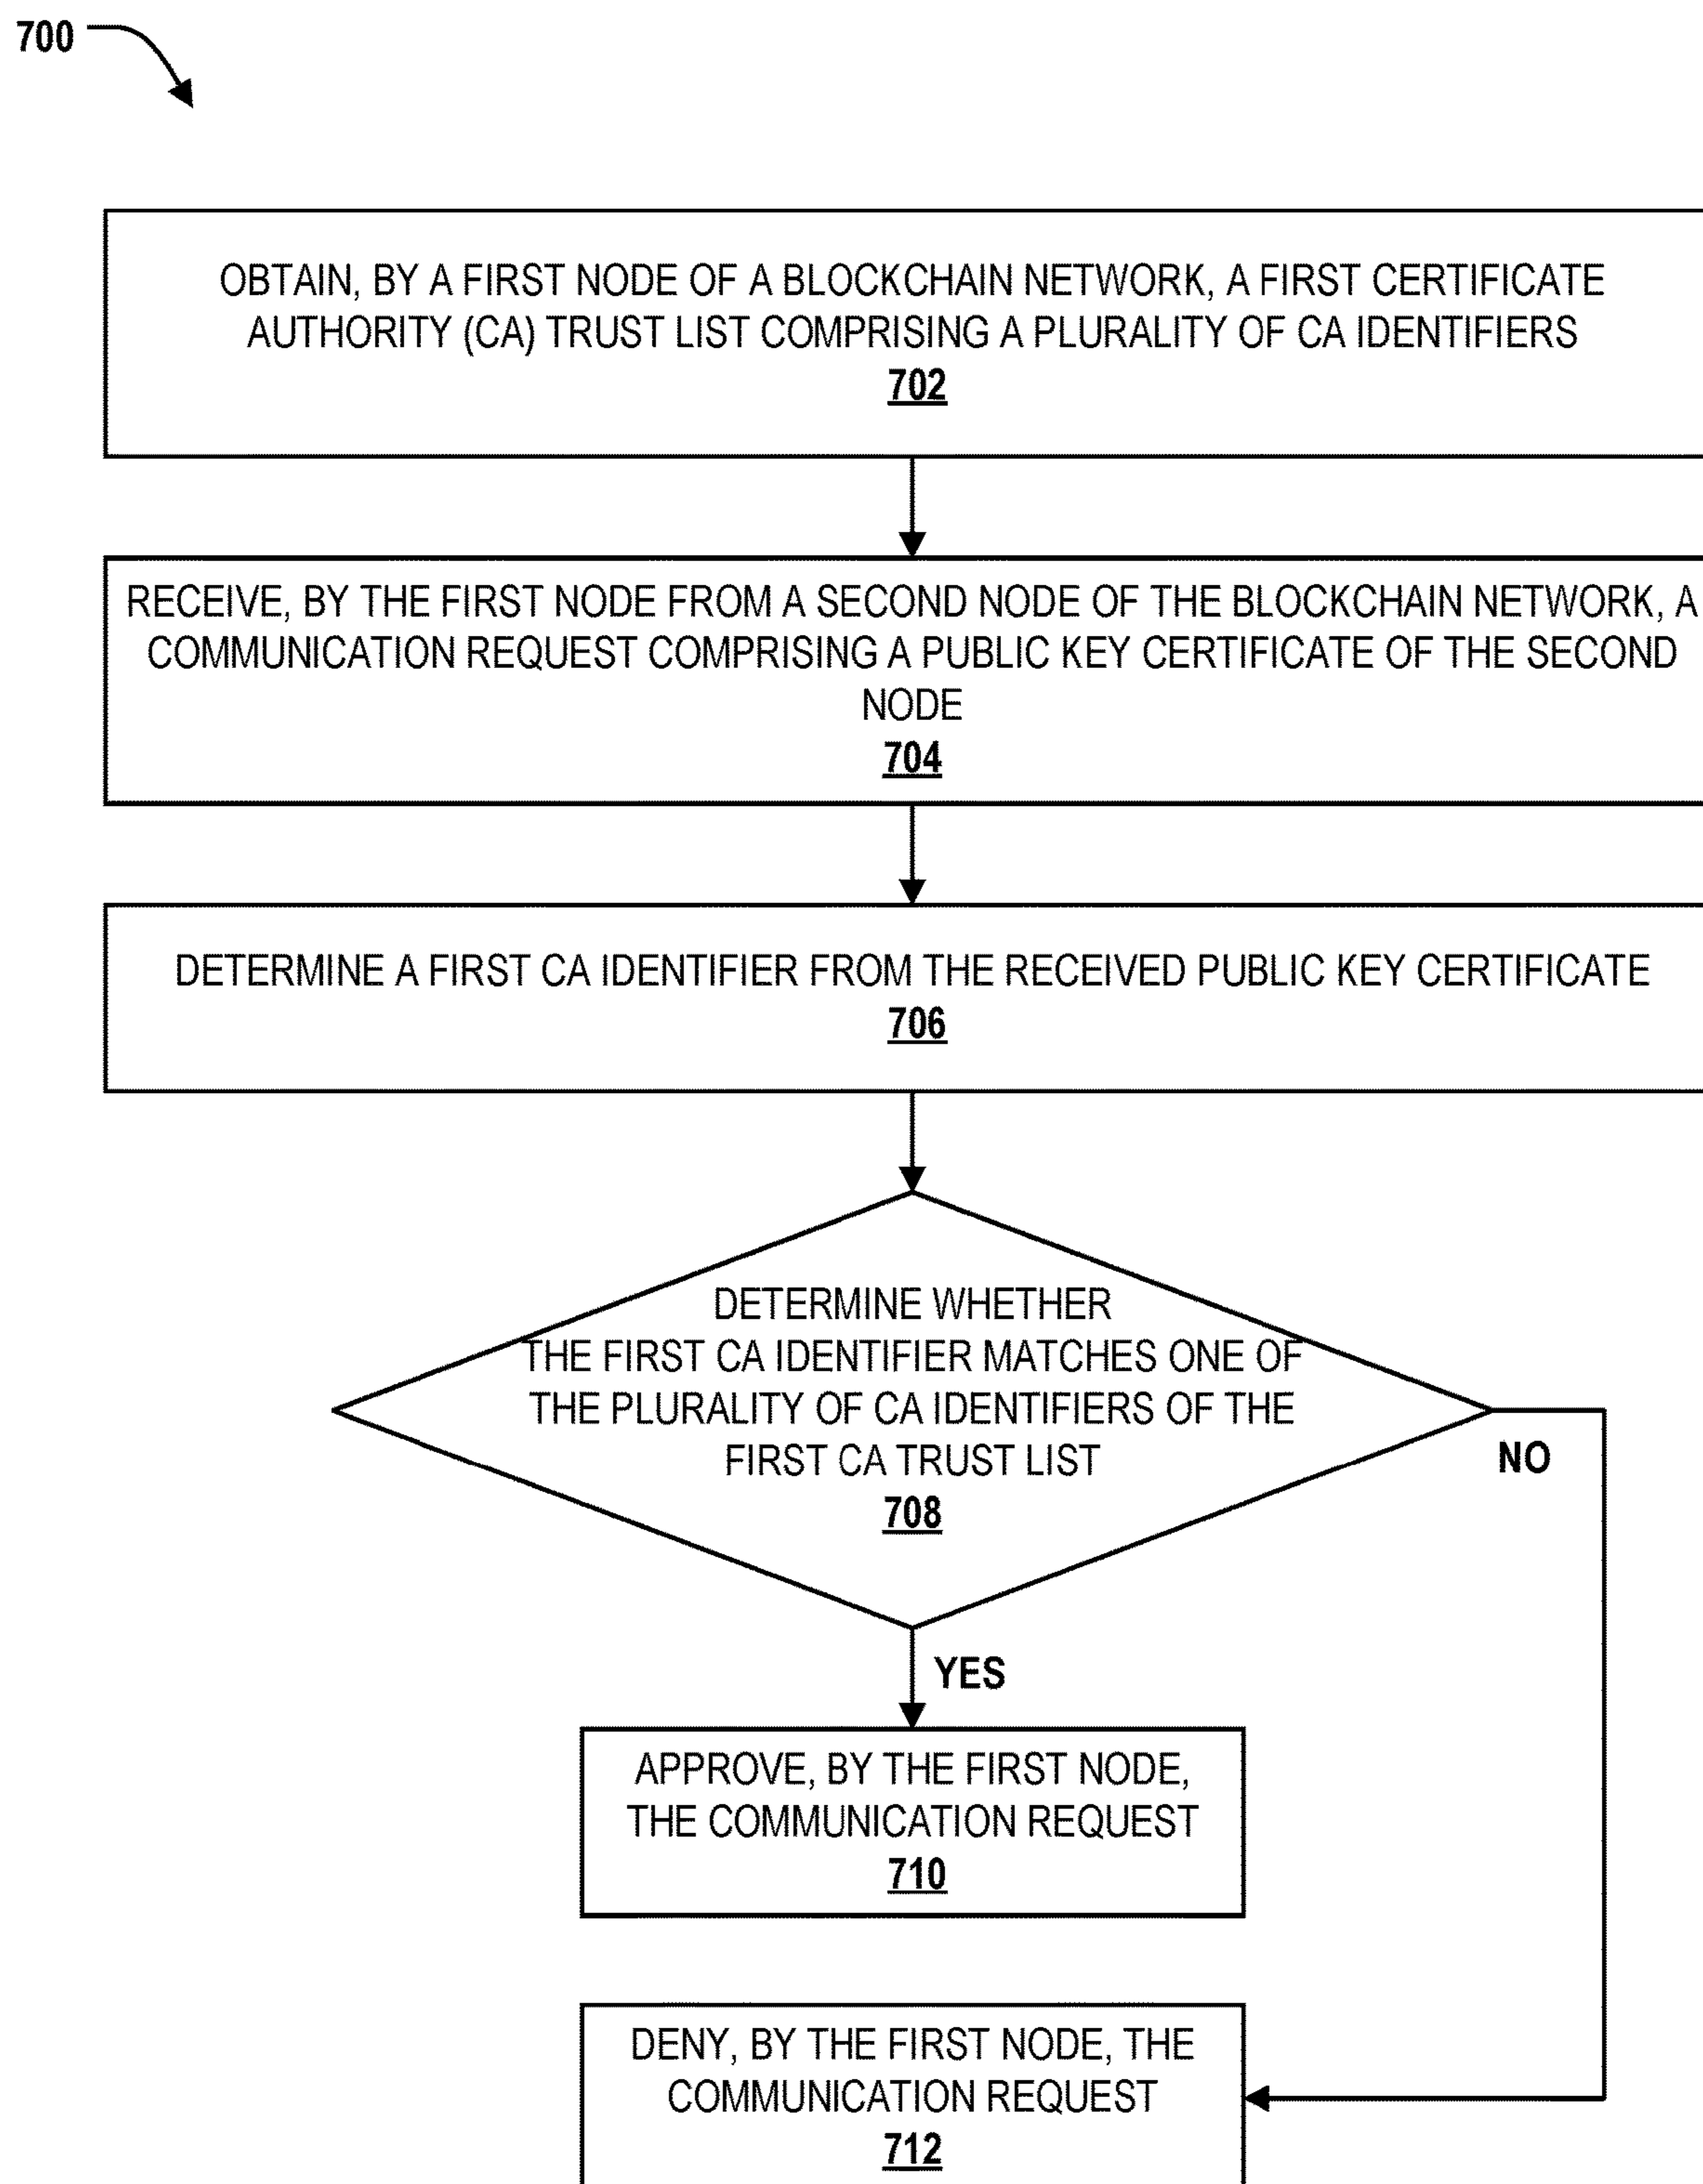 700
OBTAIN, BY A FIRST NODE OF A BLOCKCHAIN NETWORK, A FIRST CERTIFICATE
AUTHORITY (CA) TRUST LIST COMPRISING A PLURALITY OF CA IDENTIFIERS
702
RECEIVE, BY THE FIRST NODE FROM A SECOND NODE OF THE BLOCKCHAIN NETWORK, A
COMMUNICATION REQUEST COMPRISING A PUBLIC KEY CERTIFICATE OF THE SECOND
NODE
704
DETERMINE A FIRST CA IDENTIFIER FROM THE RECEIVED PUBLIC KEY CERTIFICATE
706
DETERMINE WHETHER
THE FIRST CA IDENTIFIER MATCHES ONE OF
THE PLURALITY OF CA IDENTIFIERS OF THE
FIRST CA TRUST LIST
708
NO
YES
APPROVE, BY THE FIRST NODE,
THE COMMUNICATION REQUEST
710
DENY, BY THE FIRST NODE, THE
COMMUNICATION REQUEST
712